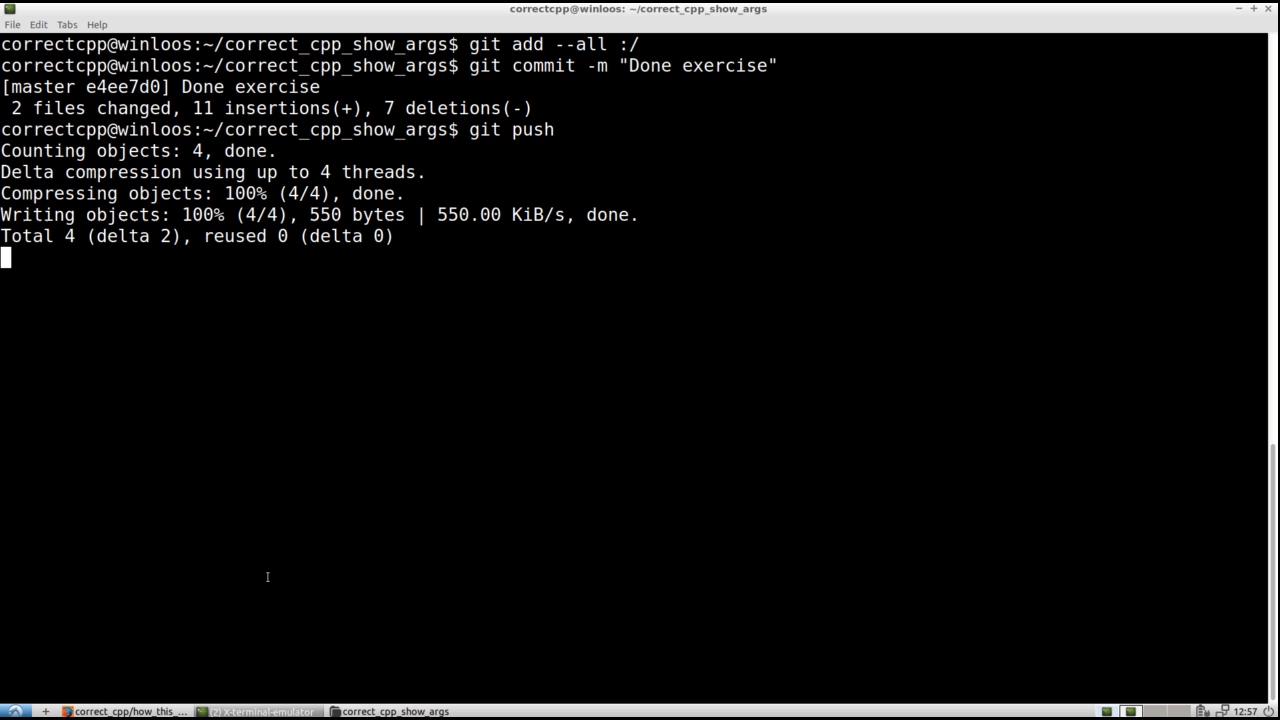 correctcpp@winloos: ~/correct_cpp_show_args
File Edit Tabs Help
correctcpp@winloos:~/correct_cpp_show_args$ git add --all :/
correctcpp@winloos:~/correct_cpp_show_args$ git commit -m "Done exercise"
[master e4ee7d0] Done exercise
 2 files changed, 11 insertions(+), 7 deletions(-)
correctcpp@winloos:~/correct_cpp_show_args$ git push
Counting objects: 4, done.
Delta compression using up to 4 threads.
Compressing objects: 100% (4/4), done.
Writing objects: 100% (4/4), 550 bytes | 550.00 KiB/s, done.
Total 4 (delta 2), reused 0 (delta 0)
correct_cpp/how_this_... (2) x-terminal-emulator correct_cpp_show_args 12:57